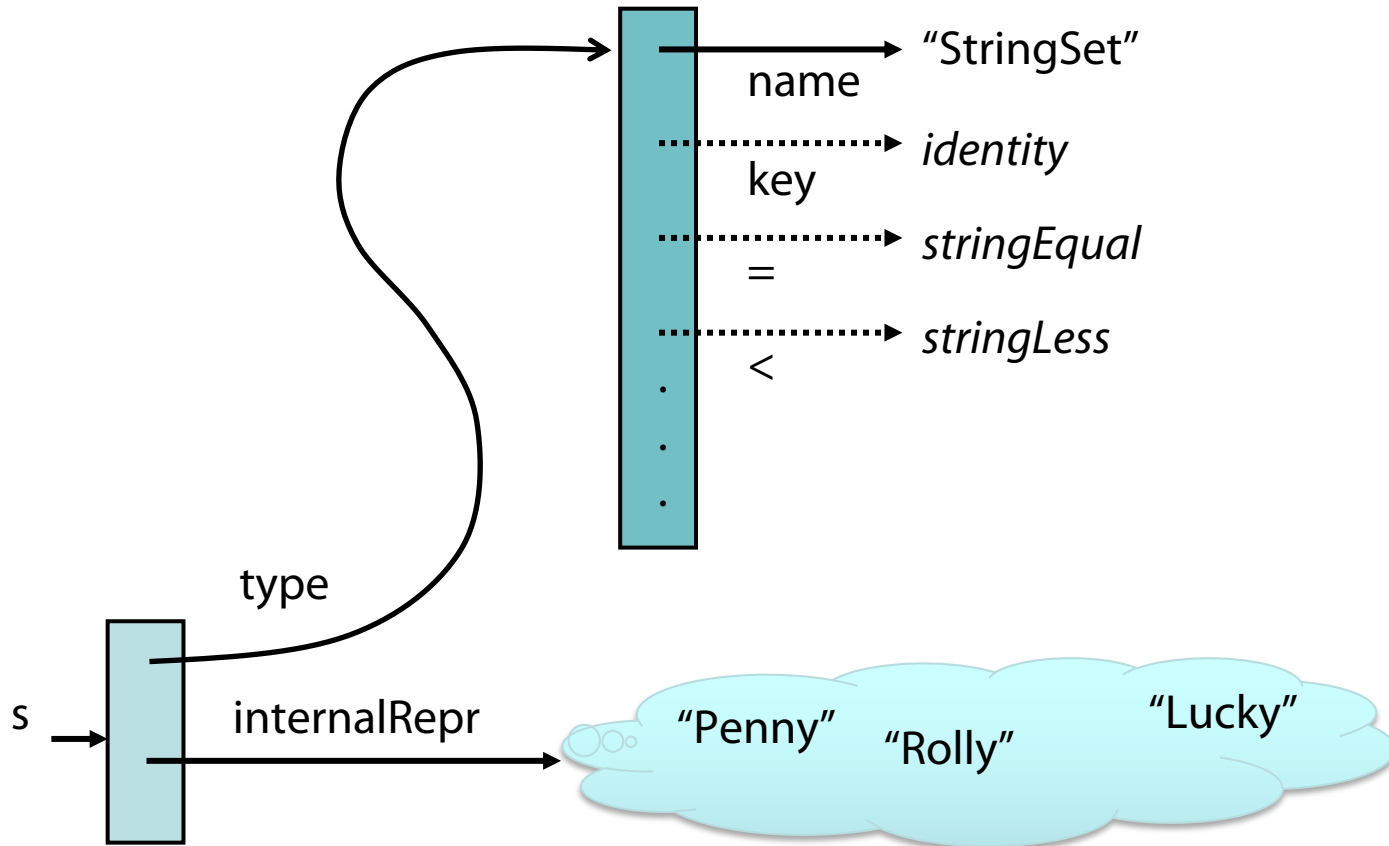 “StringSet”
name
identity
key
stringEqual
=
stringLess
<
.
.
.
type
s
internalRepr
“Penny”
“Rolly”
“Lucky”